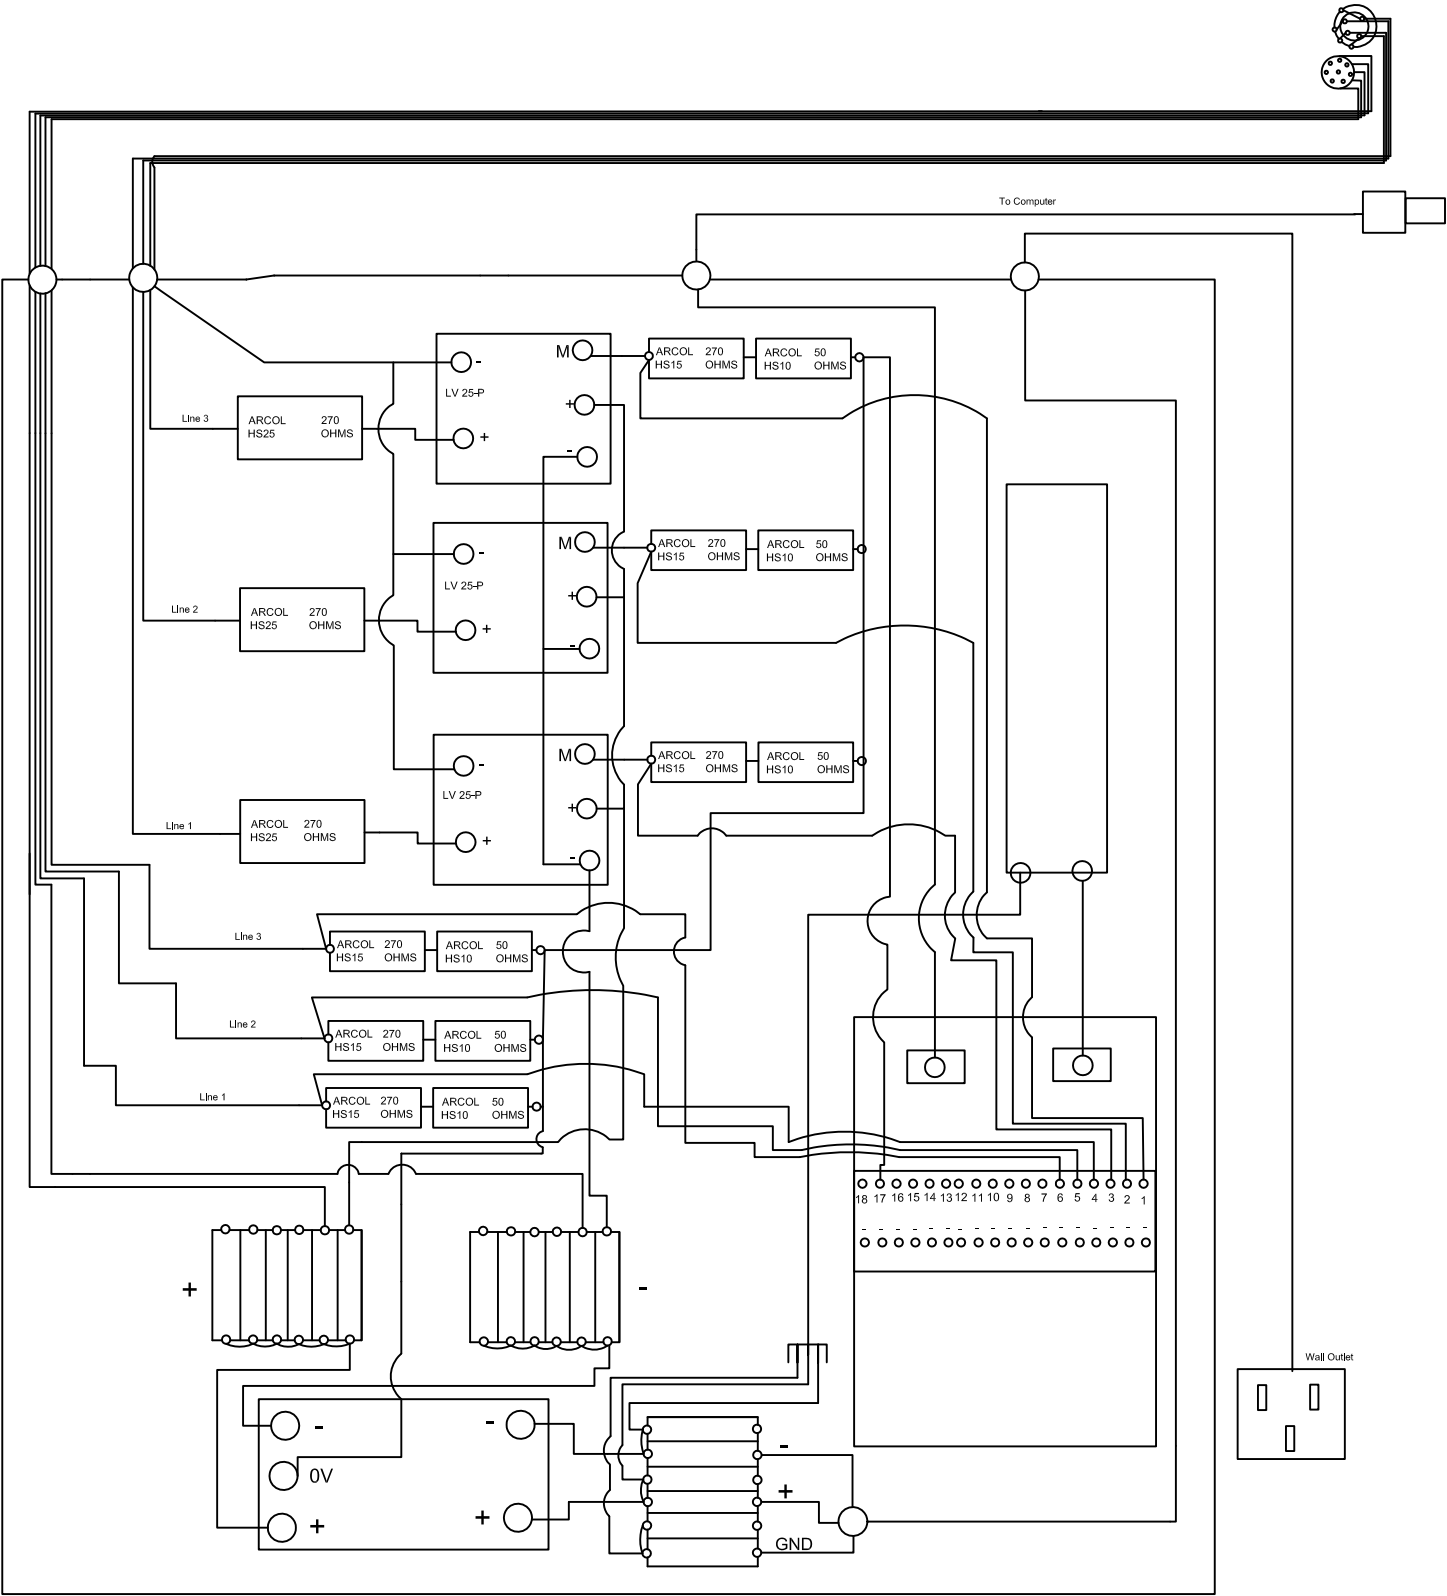 To Computer
M
-
ARCOL 270
HS15 OHMS
ARCOL 50
HS10 OHMS
LV 25-P
+
LIne 3
ARCOL 270
HS25 OHMS
+
-
M
-
ARCOL 270
HS15 OHMS
ARCOL 50
HS10 OHMS
LV 25-P
+
LIne 2
ARCOL 270
HS25 OHMS
+
-
M
-
ARCOL 270
HS15 OHMS
ARCOL 50
HS10 OHMS
LV 25-P
+
LIne 1
ARCOL 270
HS25 OHMS
+
-
LIne 3
ARCOL 270
HS15 OHMS
ARCOL 50
HS10 OHMS
LIne 2
ARCOL 270
HS15 OHMS
ARCOL 50
HS10 OHMS
LIne 1
ARCOL 270
HS15 OHMS
ARCOL 50
HS10 OHMS
18 17 16 15 14 13 12 11 10 9 8 7 6 5 4 3 2 1
- - - - - - - - - - - - - - - - - -
+
-
Wall Outlet
-
-
-
0V
+
+
+
GND